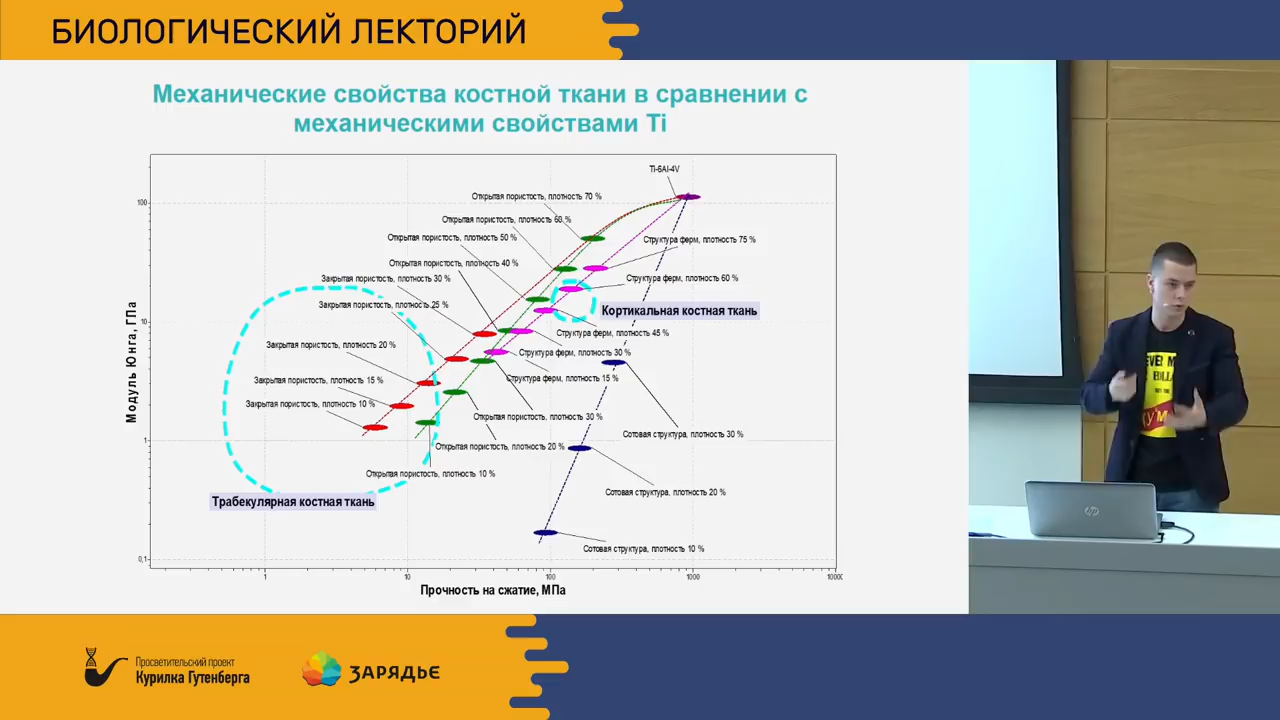 БИОЛОГИЧЕСКИЙ ЛЕКТОРИЙ
Механические свойства костной ткани в сравнении с
механическими свойствами Ti
Ti-6Al-4V
Открытая пористость, плотность 70 %
Открытая пористость, плотность 60 %
Открытая пористость, плотность 50 %
Структура ферм, плотность 75 %
Открытая пористость, плотность 40 %
Закрытая пористость, плотность 30 %
Структура ферм, плотность 60 %
Закрытая пористость, плотность 25 %
Кортикальная костная ткань
Структура ферм, плотность 45 %
Закрытая пористость, плотность 20 %
Структура ферм, плотность 30 %
Закрытая пористость, плотность 15 %
Структура ферм, плотность 15 %
Закрытая пористость, плотность 10 %
Открытая пористость, плотность 30 %
Сотовая структура, плотность 30 %
Открытая пористость, плотность 20 %
Открытая пористость, плотность 10 %
Сотовая структура, плотность 20 %
Трабекулярная костная ткань
Сотовая структура, плотность 10 %
Модуль Юнга, ГПа
100
10
1
0,1
1
10
100
1000
Прочность на сжатие, МПа
hp
Просветительский проект
Курилка Гутенберга
ЗАРЯДЬЕ